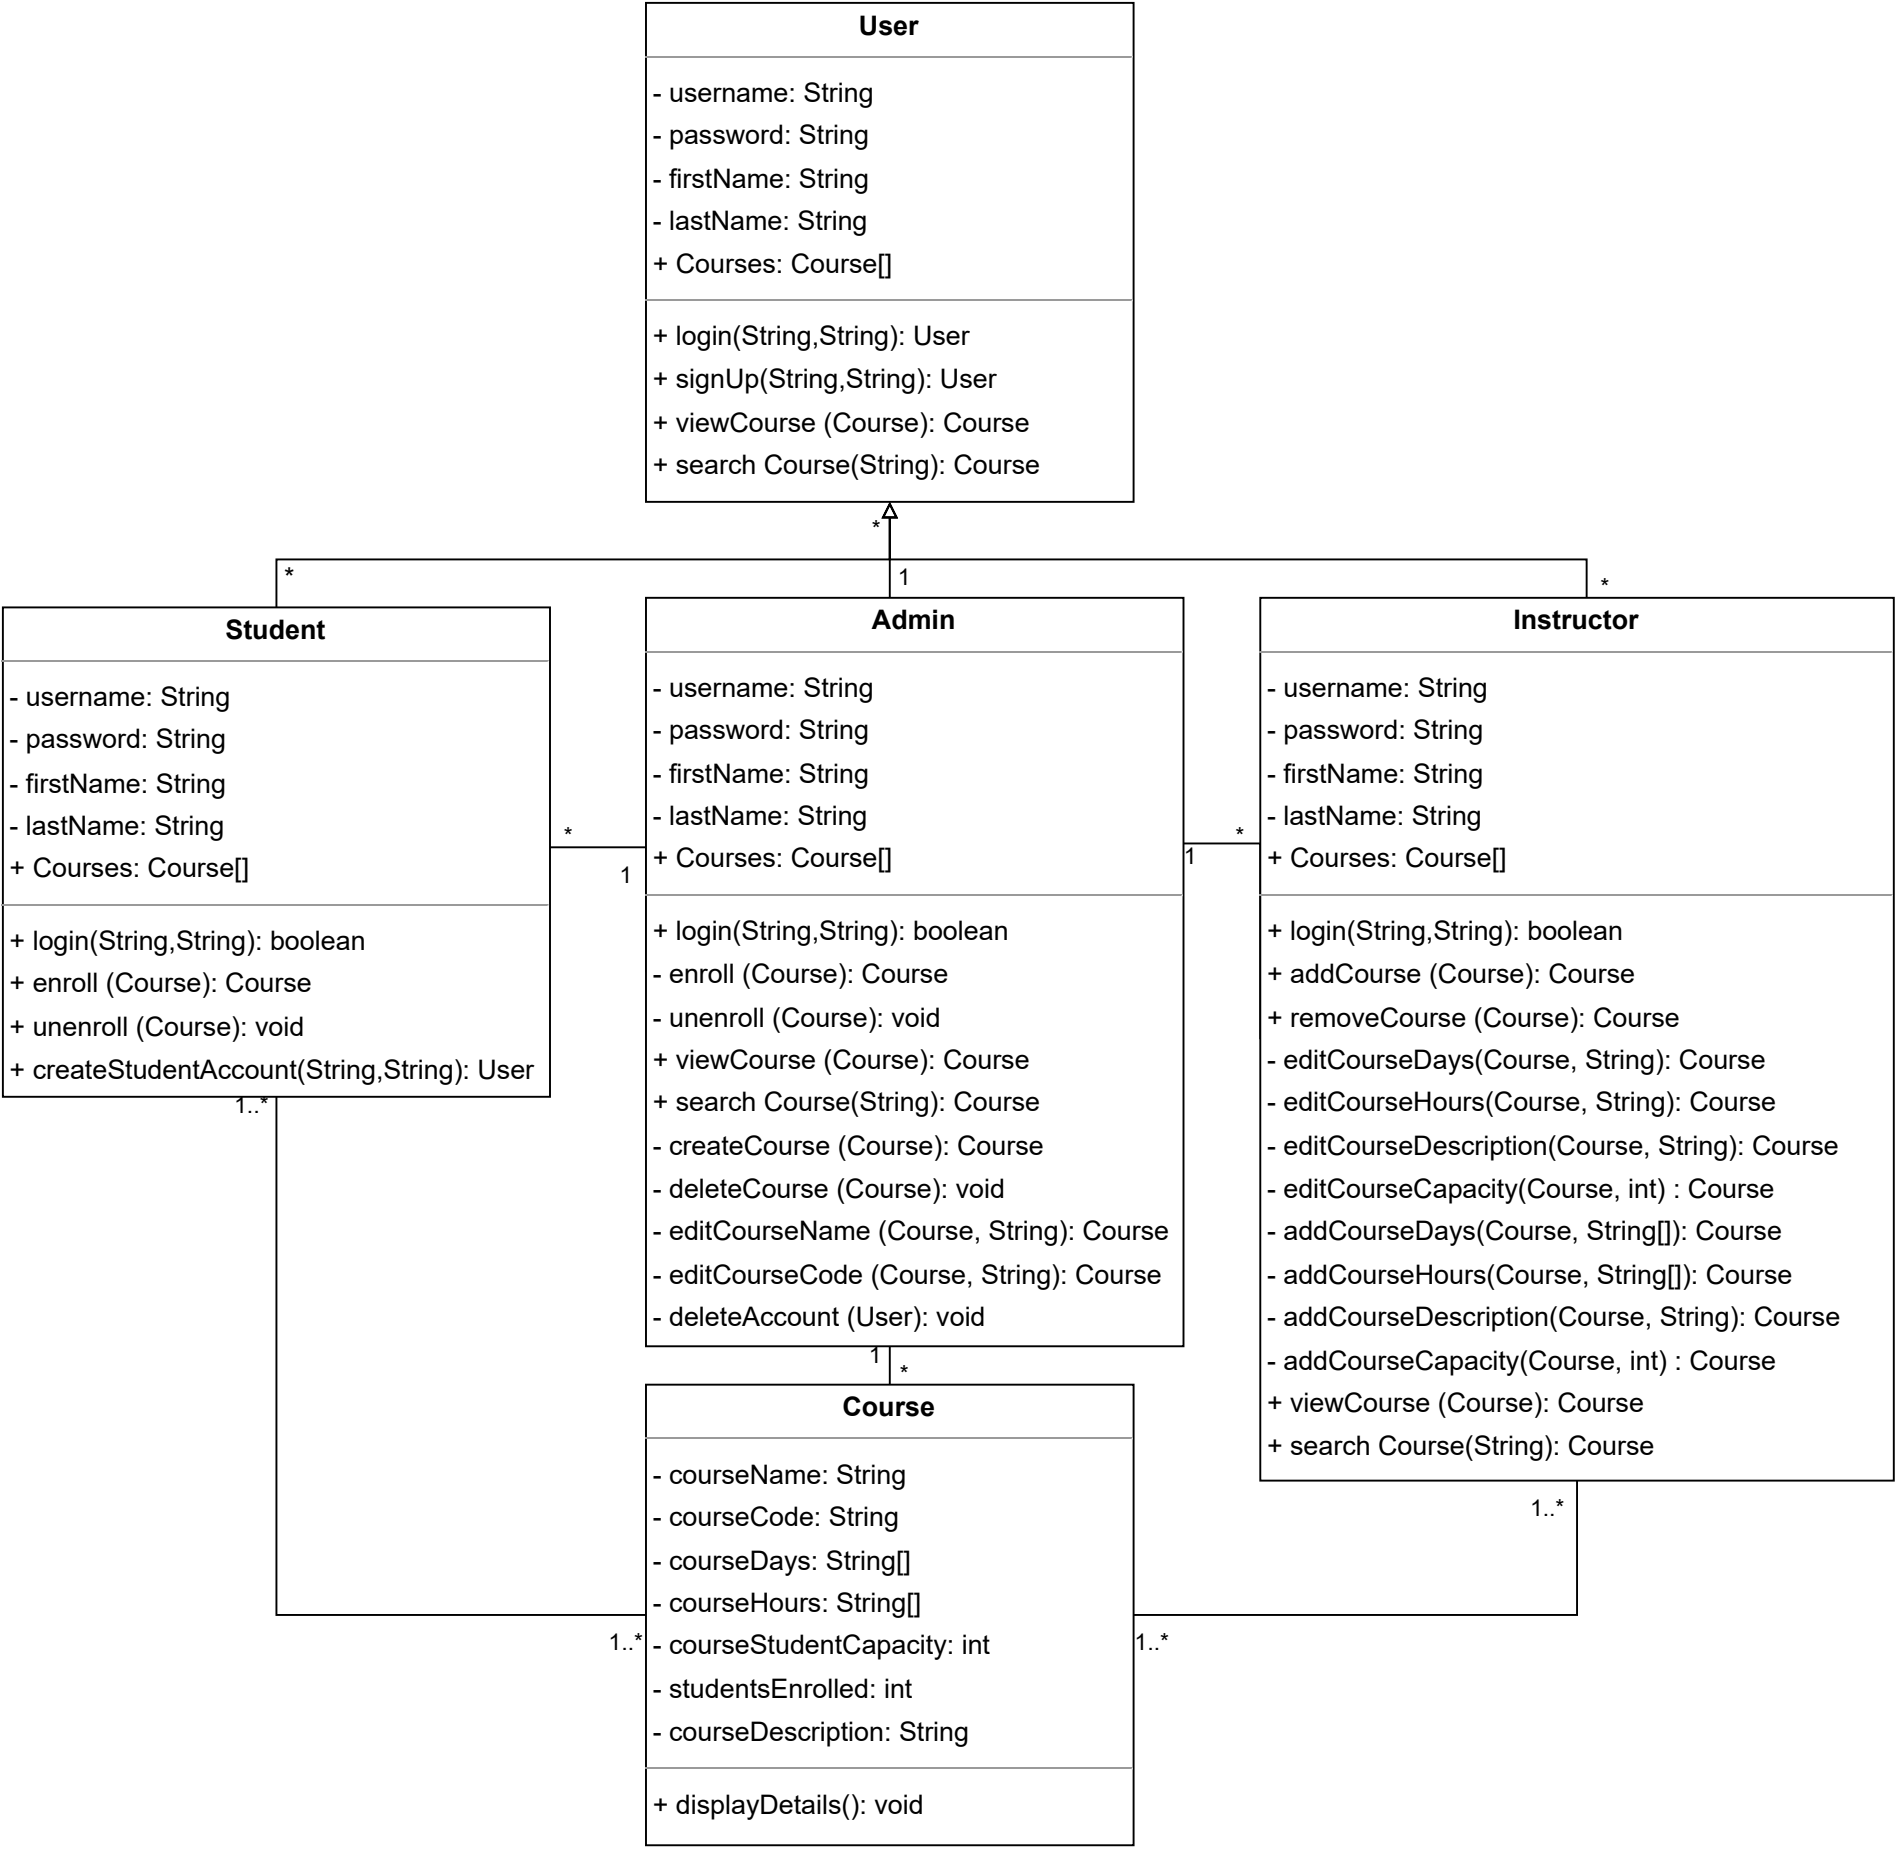 User
- username: String
- password: String
- firstName: String
- lastName: String
+ Courses: Course[]
+ login(String,String): User
+ signUp(String,String): User
+ viewCourse (Course): Course
+ search Course(String): Course
*
*
1
*
Student
- username: String
- password: String
- firstName: String
- lastName: String
+ Courses: Course[]
+ login(String,String): boolean
+ enroll (Course): Course
+ unenroll (Course): void
+ createStudentAccount(String,String): User
1..*
*
1
Admin
- username: String
- password: String
- firstName: String
- lastName: String
+ Courses: Course[]
+ login(String,String): boolean
- enroll (Course): Course
- unenroll (Course): void
+ viewCourse (Course): Course
+ search Course(String): Course
- createCourse (Course): Course
- deleteCourse (Course): void
- editCourseName (Course, String): Course
- editCourseCode (Course, String): Course
- deleteAccount (User): void
1
*
*
1
Instructor
- username: String
- password: String
- firstName: String
- lastName: String
+ Courses: Course[]
+ login(String,String): boolean
+ addCourse (Course): Course
+ removeCourse (Course): Course
- editCourseDays(Course, String): Course
- editCourseHours(Course, String): Course
- editCourseDescription(Course, String): Course
- editCourseCapacity(Course, int) : Course
- addCourseDays(Course, String[]): Course
- addCourseHours(Course, String[]): Course
- addCourseDescription(Course, String): Course
- addCourseCapacity(Course, int) : Course
+ viewCourse (Course): Course
+ search Course(String): Course
1..*
Course
- courseName: String
- courseCode: String
- courseDays: String[]
- courseHours: String[]
- courseStudentCapacity: int
- studentsEnrolled: int
- courseDescription: String
+ displayDetails(): void
1..*
1..*